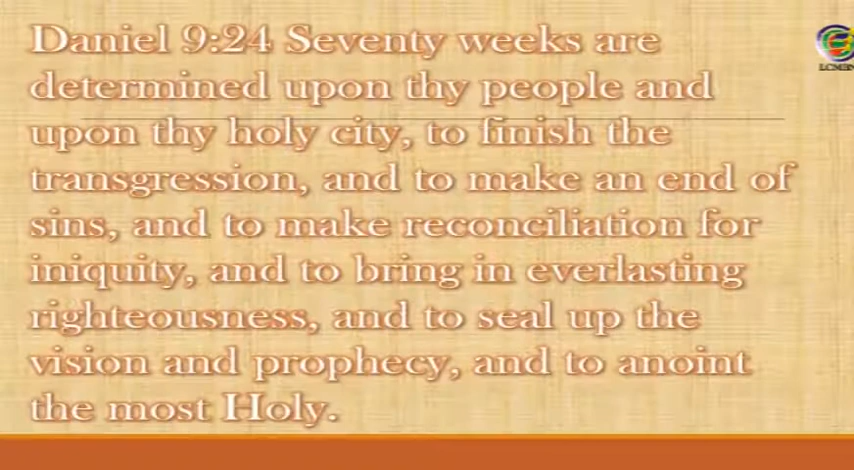 Daniel 9:24 Seventy weeks are
determined upon thy people and
upon thy holy city, to finish the
transgression, and to make an end of
sins, and to make reconciliation for
iniquity, and to bring in everlasting
righteousness, and to seal up the
vision and prophecy, and to anoint
the most Holy.